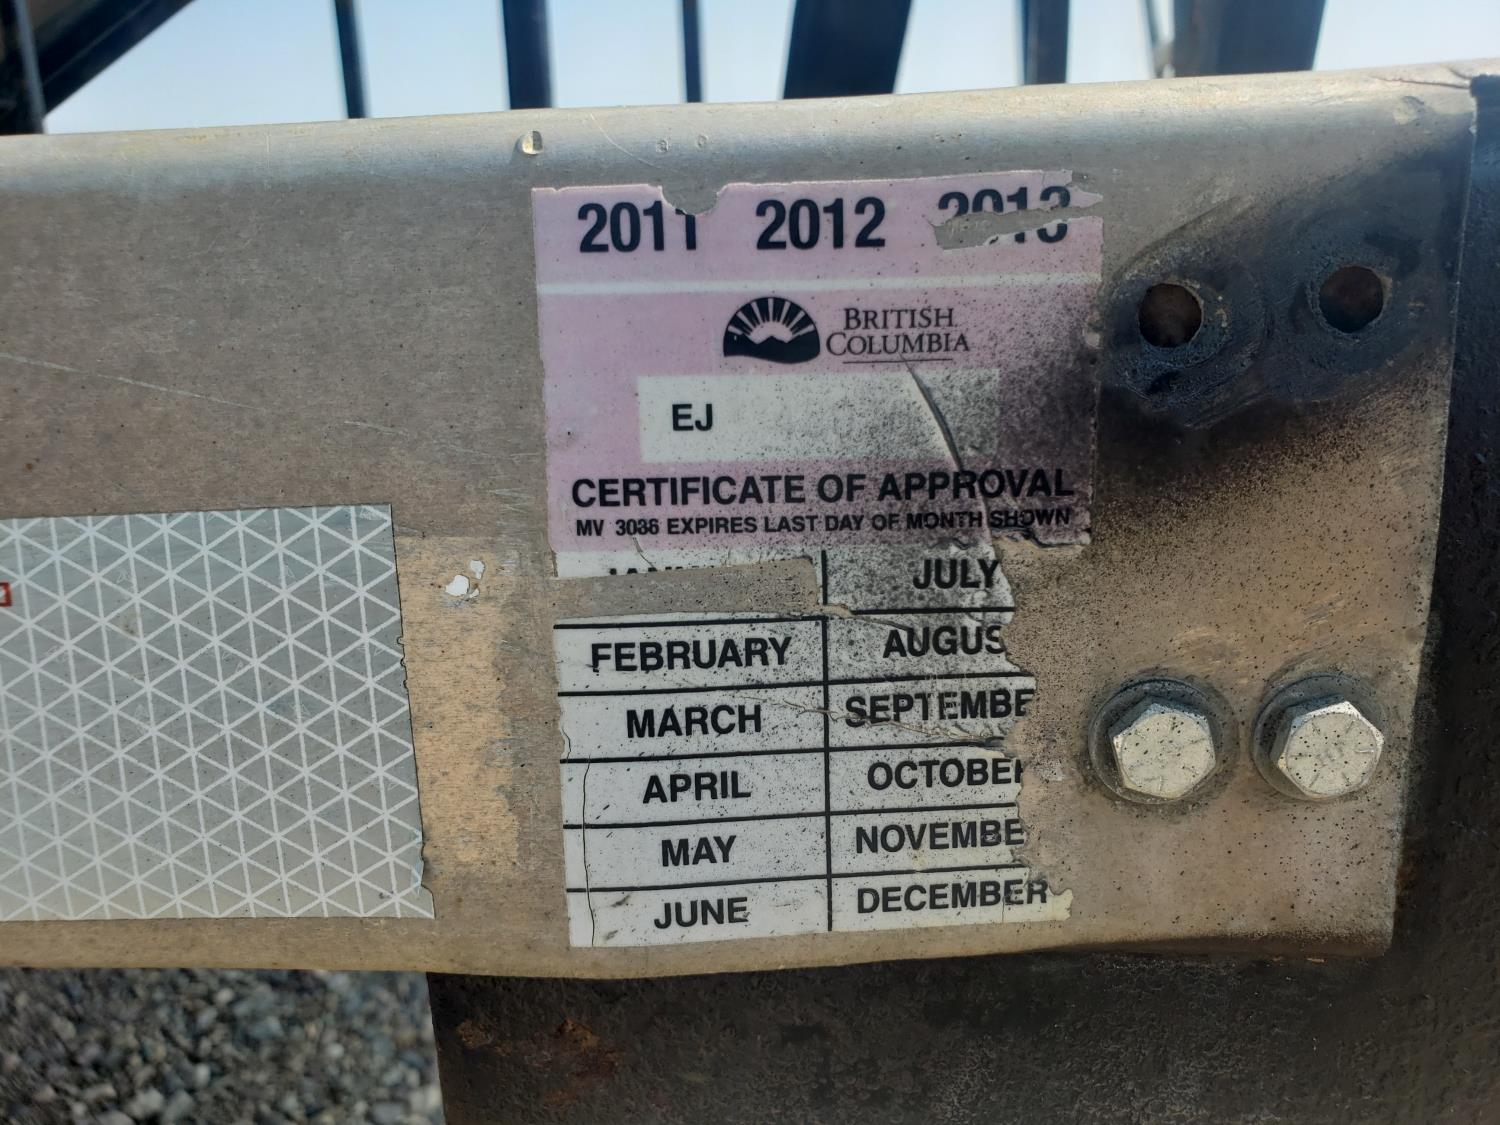 2011 2012 2013
BRITISH
COLUMBIA
EJ
CERTIFICATE OF APPROVAL
MV 3036 EXPIRES LAST DAY OF MONTH SHOWN
JULY
FEBRUARY AUGUS
MARCH SEPTEMBE
APRIL OCTOBE
MAY NOVEMBE
JUNE DECEMBER